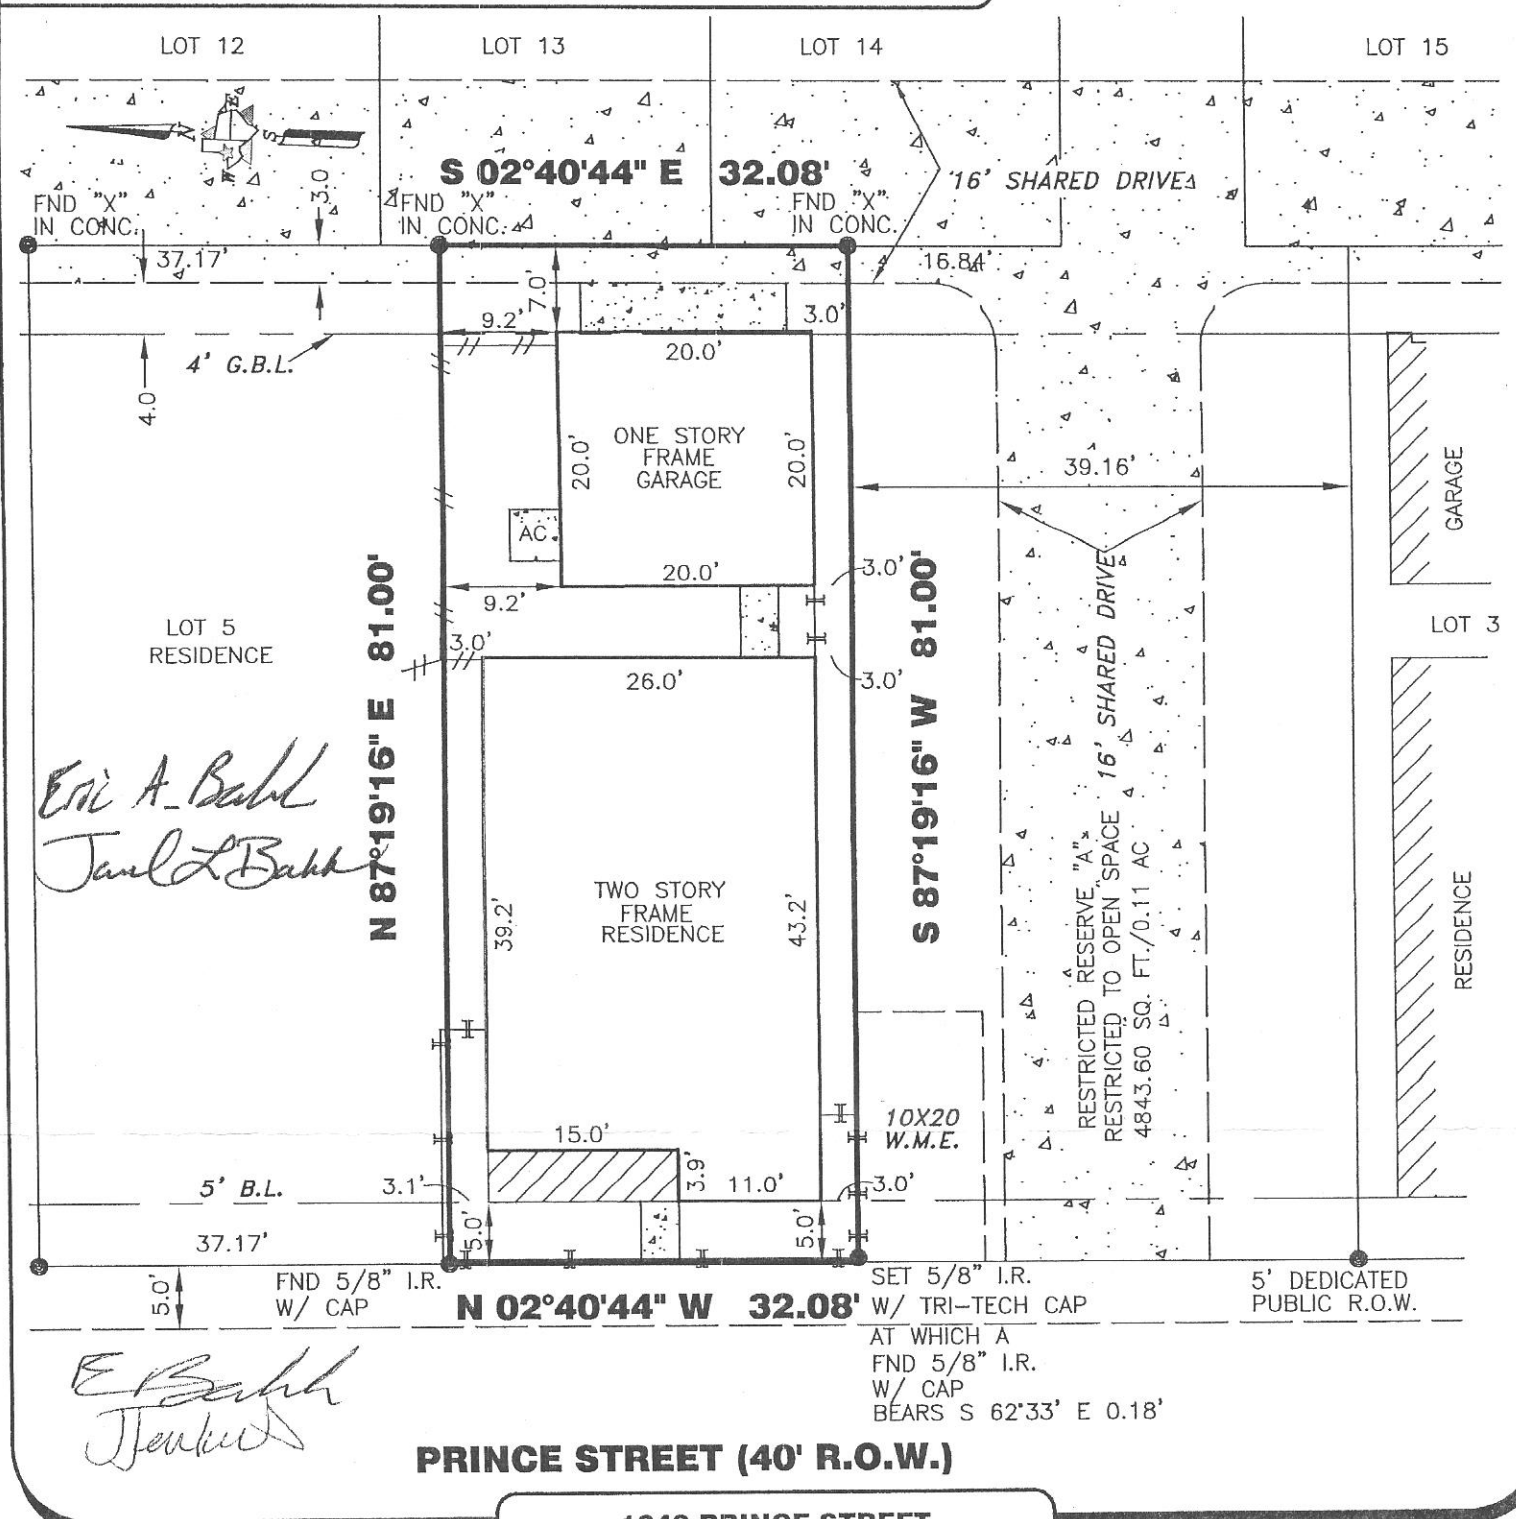 LOT 12
LOT 13
LOT 14
LOT 15
N
E
S
W
3.0
S 02°40'44" E 32.08'
16' SHARED DRIVE
FND "X"
IN CONC.
FND "X"
IN CONC.
FND "X"
IN CONC.
37.17'
16.84'
7.0'
9.2'
3.0'
4' G.B.L.
4.0
20.0'
ONE STORY
FRAME
GARAGE
20.0'
20.0'
39.16'
GARAGE
AC
20.0'
3.0'
9.2'
3.0'
26.0'
3.0'
LOT 5
RESIDENCE
LOT 3
N 87°19'16" E 81.00'
S 87°19'16" W 81.00'
16' SHARED DRIVE
Eric A. Bahh
TWO STORY
FRAME
RESIDENCE
39.2'
43.2'
RESTRICTED RESERVE "A"
RESTRICTED TO OPEN SPACE
4843.60 SQ. FT./0.11 AC
RESIDENCE
10X20
W.M.E.
15.0'
3.9'
11.0'
3.1'
3.0'
5' B.L.
5.0'
5.0'
37.17'
5.0'
FND 5/8" I.R.
W/ CAP
N 02°40'44" W 32.08'
SET 5/8" I.R.
W/ TRI-TECH CAP
AT WHICH A
FND 5/8" I.R.
W/ CAP
BEARS S 62°33' E 0.18'
5' DEDICATED
PUBLIC R.O.W.
E Bahh
PRINCE STREET (40' R.O.W.)
PRINCE STREET